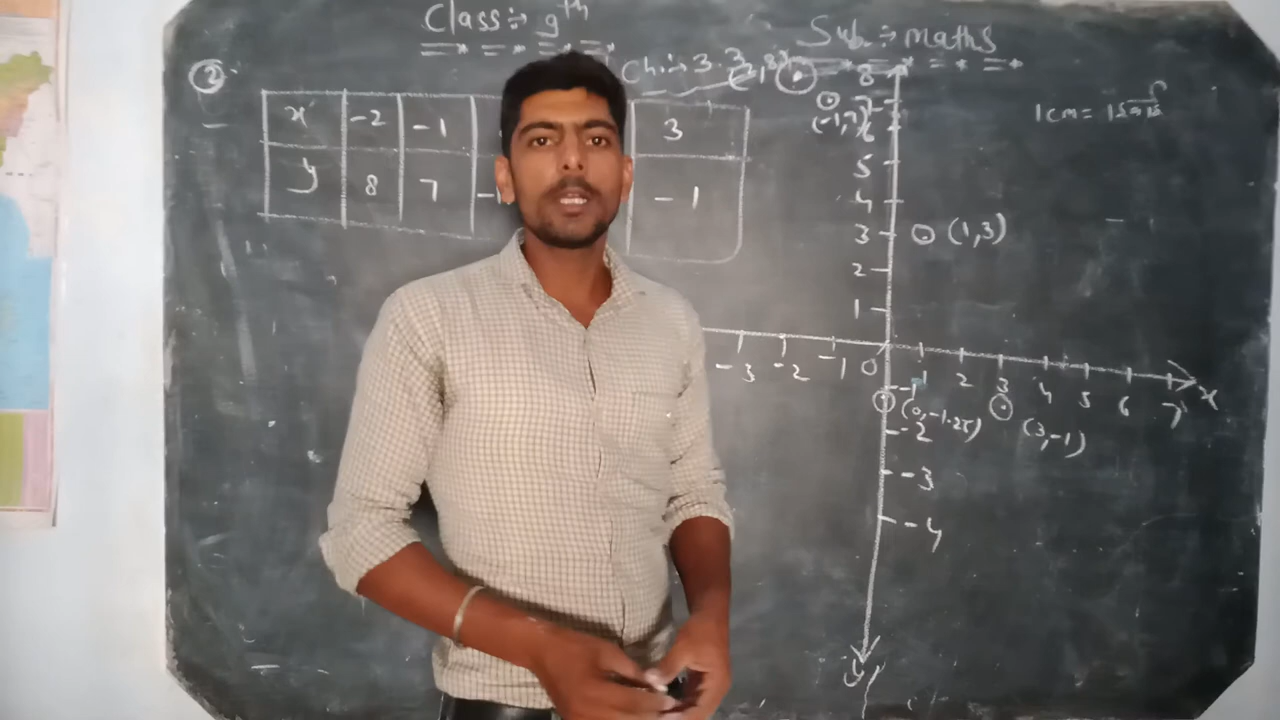 Class :- 9th
Sub :- maths
Ch :- 3.3
②
x -2 -1 3
y 8 7 - -1
1cm =
8
(-1,7)
7
6
5
4
3 (1,3)
2
1
-3 -2 -1 0 1 2 3 4 5 6 7 x
-1
(0,-1.25) (3,-1)
-2
-3
-4
y'